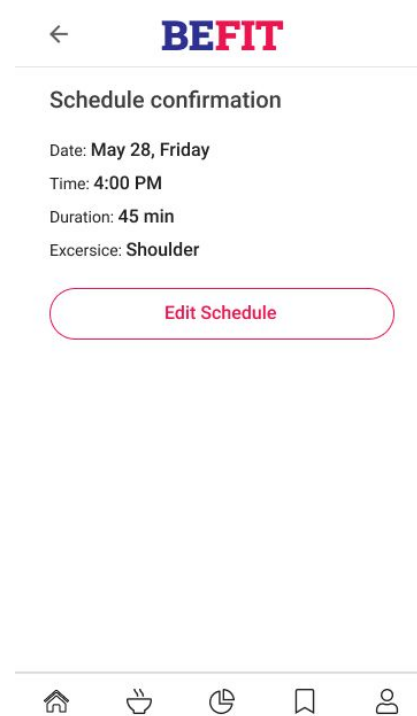 BEFIT
Schedule confirmation
Date: May 28, Friday
Time: 4:00 PM
Duration: 45 min
Excersice: Shoulder
Edit Schedule